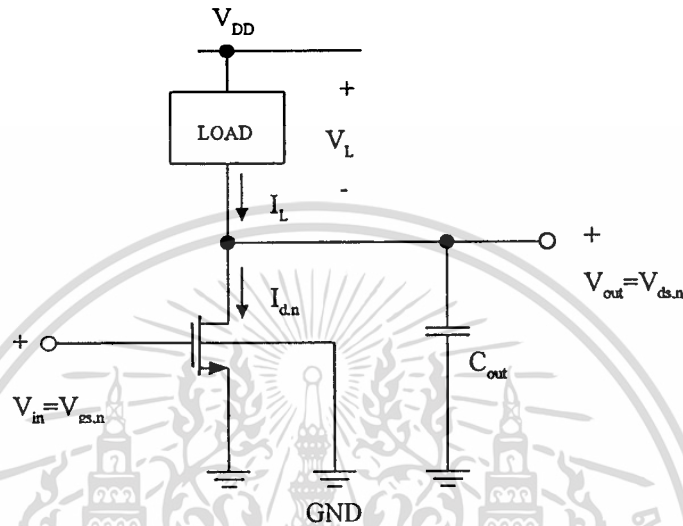 V_DD
+
LOAD
V_L
-
I_L
+
V_out=V_ds.n
I_d.n
+
C_out
V_in=V_gs.n
GND